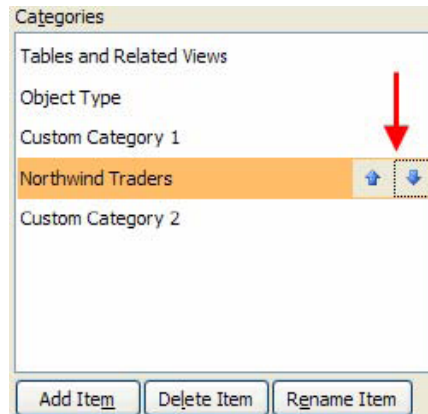 Categories
Tables and Related Views
Object Type
Custom Category 1
Northwind Traders
Custom Category 2
Add Item Delete Item Rename Item